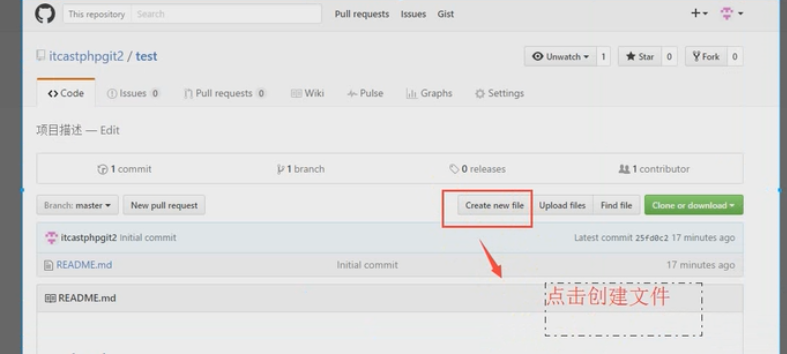 This repository Search Pull requests Issues Gist
itcastphpgit2 / test Unwatch 1 Star 0 Fork 0
Code Issues 0 Pull requests 0 Wiki Pulse Graphs Settings
项目描述 — Edit
1 commit 1 branch 0 releases 1 contributor
Branch: master New pull request Create new file Upload files Find file Clone or download
itcastphpgit2 Initial commit Latest commit 25fd0c2 17 minutes ago
README.md Initial commit 17 minutes ago
README.md
点击创建文件